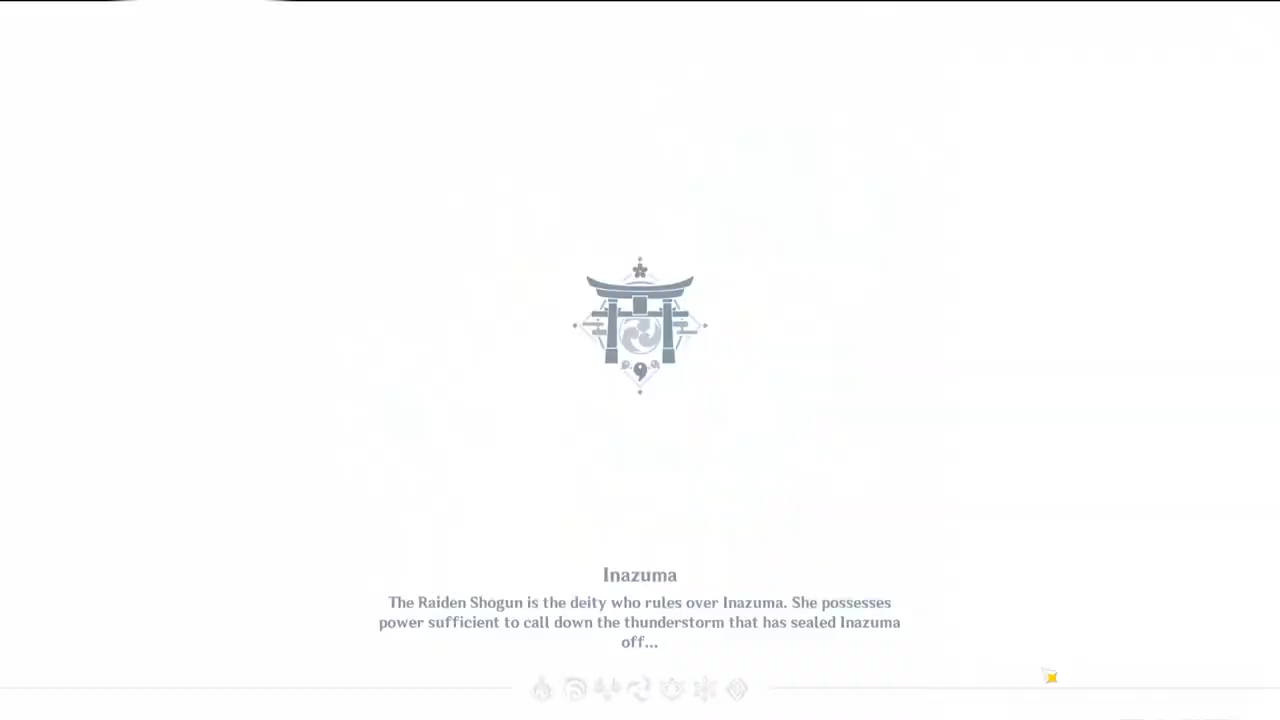 Inazuma
The Raiden Shogun is the deity who rules over Inazuma. She possesses
power sufficient to call down the thunderstorm that has sealed Inazuma
off...